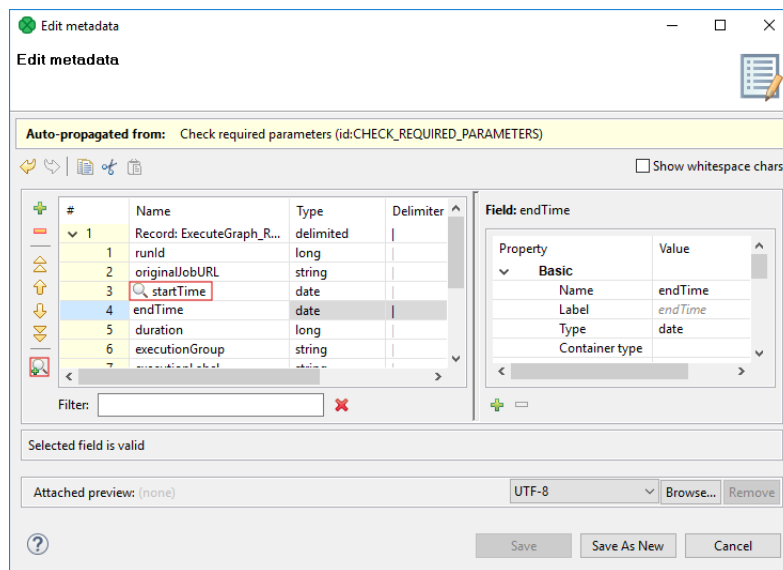 Edit metadata
Edit metadata
Auto-propagated from: Check required parameters (id:CHECK_REQUIRED_PARAMETERS)
Show whitespace chars
# Name Type Delimiter
1 Record: ExecuteGraph_R... delimited |
1 runId long |
2 originalJobURL string |
3 startTime date |
4 endTime date |
5 duration long |
6 executionGroup string |
7 executionLabel string
Filter:
Field: endTime
Property Value
Basic
Name endTime
Label endTime
Type date
Container type
Selected field is valid
Attached preview: (none) UTF-8 Browse... Remove
? Save Save As New Cancel